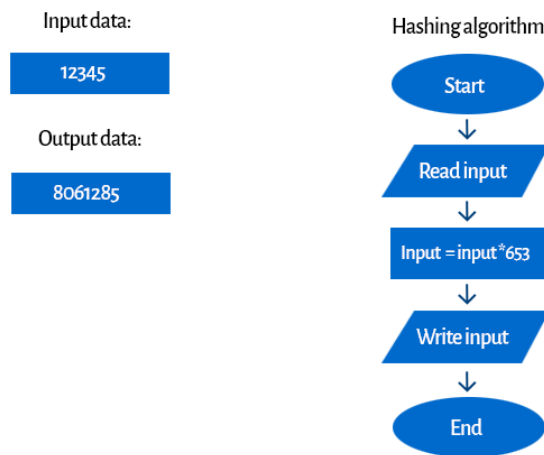 Input data:
12345
Output data:
8061285
Hashing algorithm
Start
Read input
Input = input*653
Write input
End